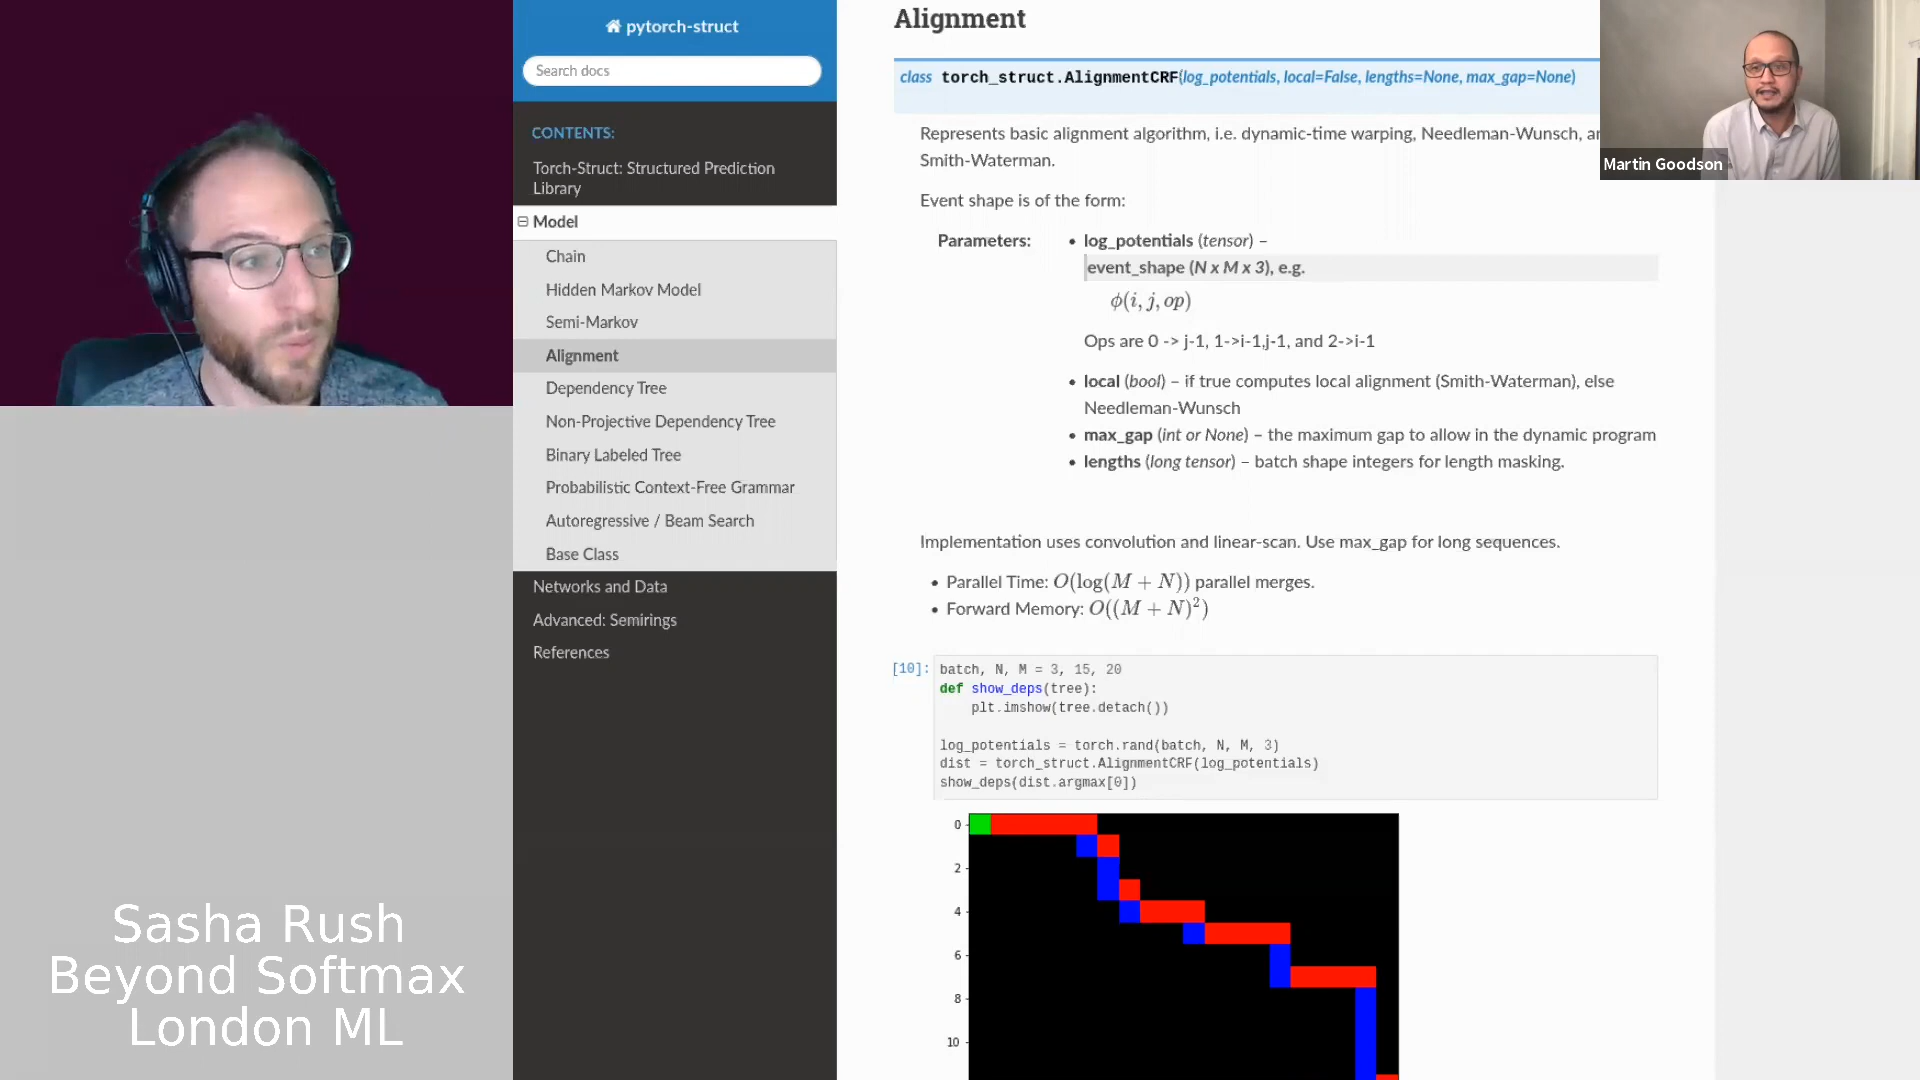 pytorch-struct
Search docs
CONTENTS:
Torch-Struct: Structured Prediction
Library
Model
Chain
Hidden Markov Model
Semi-Markov
Alignment
Dependency Tree
Non-Projective Dependency Tree
Binary Labeled Tree
Probabilistic Context-Free Grammar
Autoregressive / Beam Search
Base Class
Networks and Data
Advanced: Semirings
References
Alignment
class torch_struct.AlignmentCRF(log_potentials, local=False, lengths=None, max_gap=None)
Represents basic alignment algorithm, i.e. dynamic-time warping, Needleman-Wunsch,
Smith-Waterman.
Event shape is of the form:
Parameters:
• log_potentials (tensor) –
event_shape (N x M x 3), e.g.
ϕ(i, j, op)
Ops are 0 -> j-1, 1->i-1,j-1, and 2->i-1
• local (bool) – if true computes local alignment (Smith-Waterman), else
Needleman-Wunsch
• max_gap (int or None) – the maximum gap to allow in the dynamic program
• lengths (long tensor) – batch shape integers for length masking.
Implementation uses convolution and linear-scan. Use max_gap for long sequences.
• Parallel Time: O(log(M + N)) parallel merges.
• Forward Memory: O((M + N)²)
[10]:
batch, N, M = 3, 15, 20
def show_deps(tree):
    plt.imshow(tree.detach())
log_potentials = torch.rand(batch, N, M, 3)
dist = torch_struct.AlignmentCRF(log_potentials)
show_deps(dist.argmax[0])
0
2
4
6
8
10
Martin Goodson
Sasha Rush
Beyond Softmax
London ML